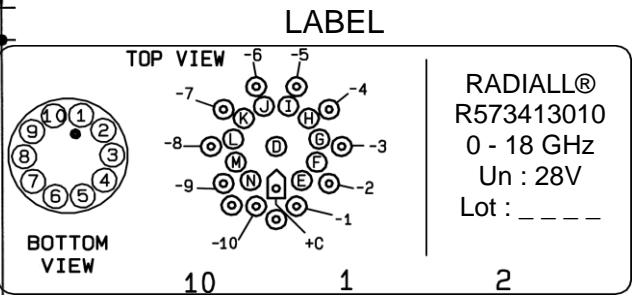 LABEL
TOP VIEW
-6
-5
-7
-4
J
I
K
H
-8
L
D
G
-3
M
F
-9
N
E
-2
-1
-10
+C
10
1
9
2
8
3
7
4
6
5
BOTTOM
VIEW
RADIALL®
R573413010
0 - 18 GHz
Un : 28V
Lot : _ _ _ _
10
1
2